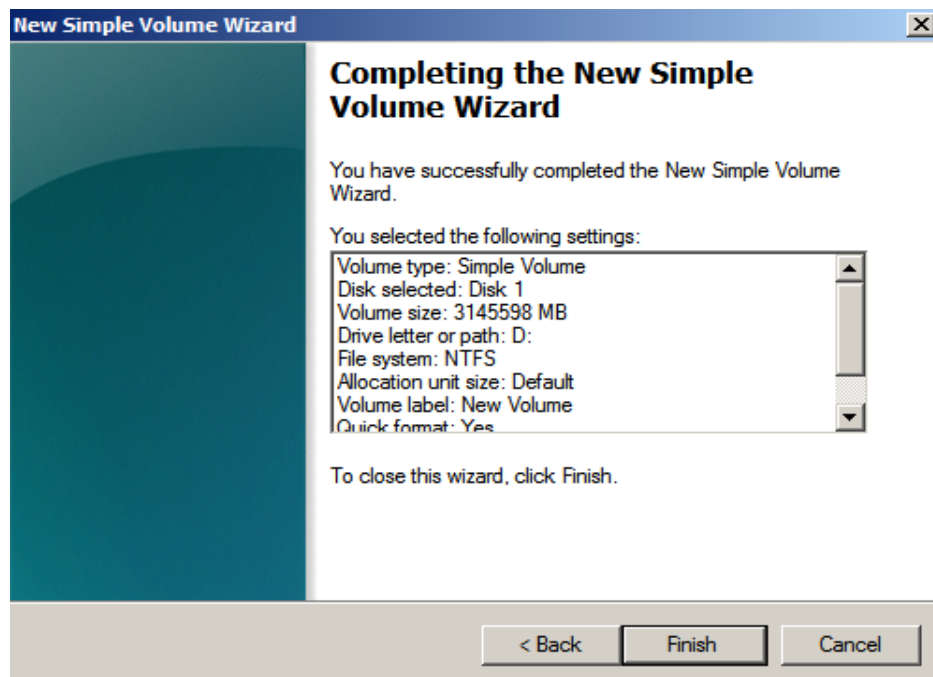 New Simple Volume Wizard
Completing the New Simple
Volume Wizard
You have successfully completed the New Simple Volume
Wizard.
You selected the following settings:
Volume type: Simple Volume
Disk selected: Disk 1
Volume size: 3145598 MB
Drive letter or path: D:
File system: NTFS
Allocation unit size: Default
Volume label: New Volume
Quick format: Yes
To close this wizard, click Finish.
< Back
Finish
Cancel